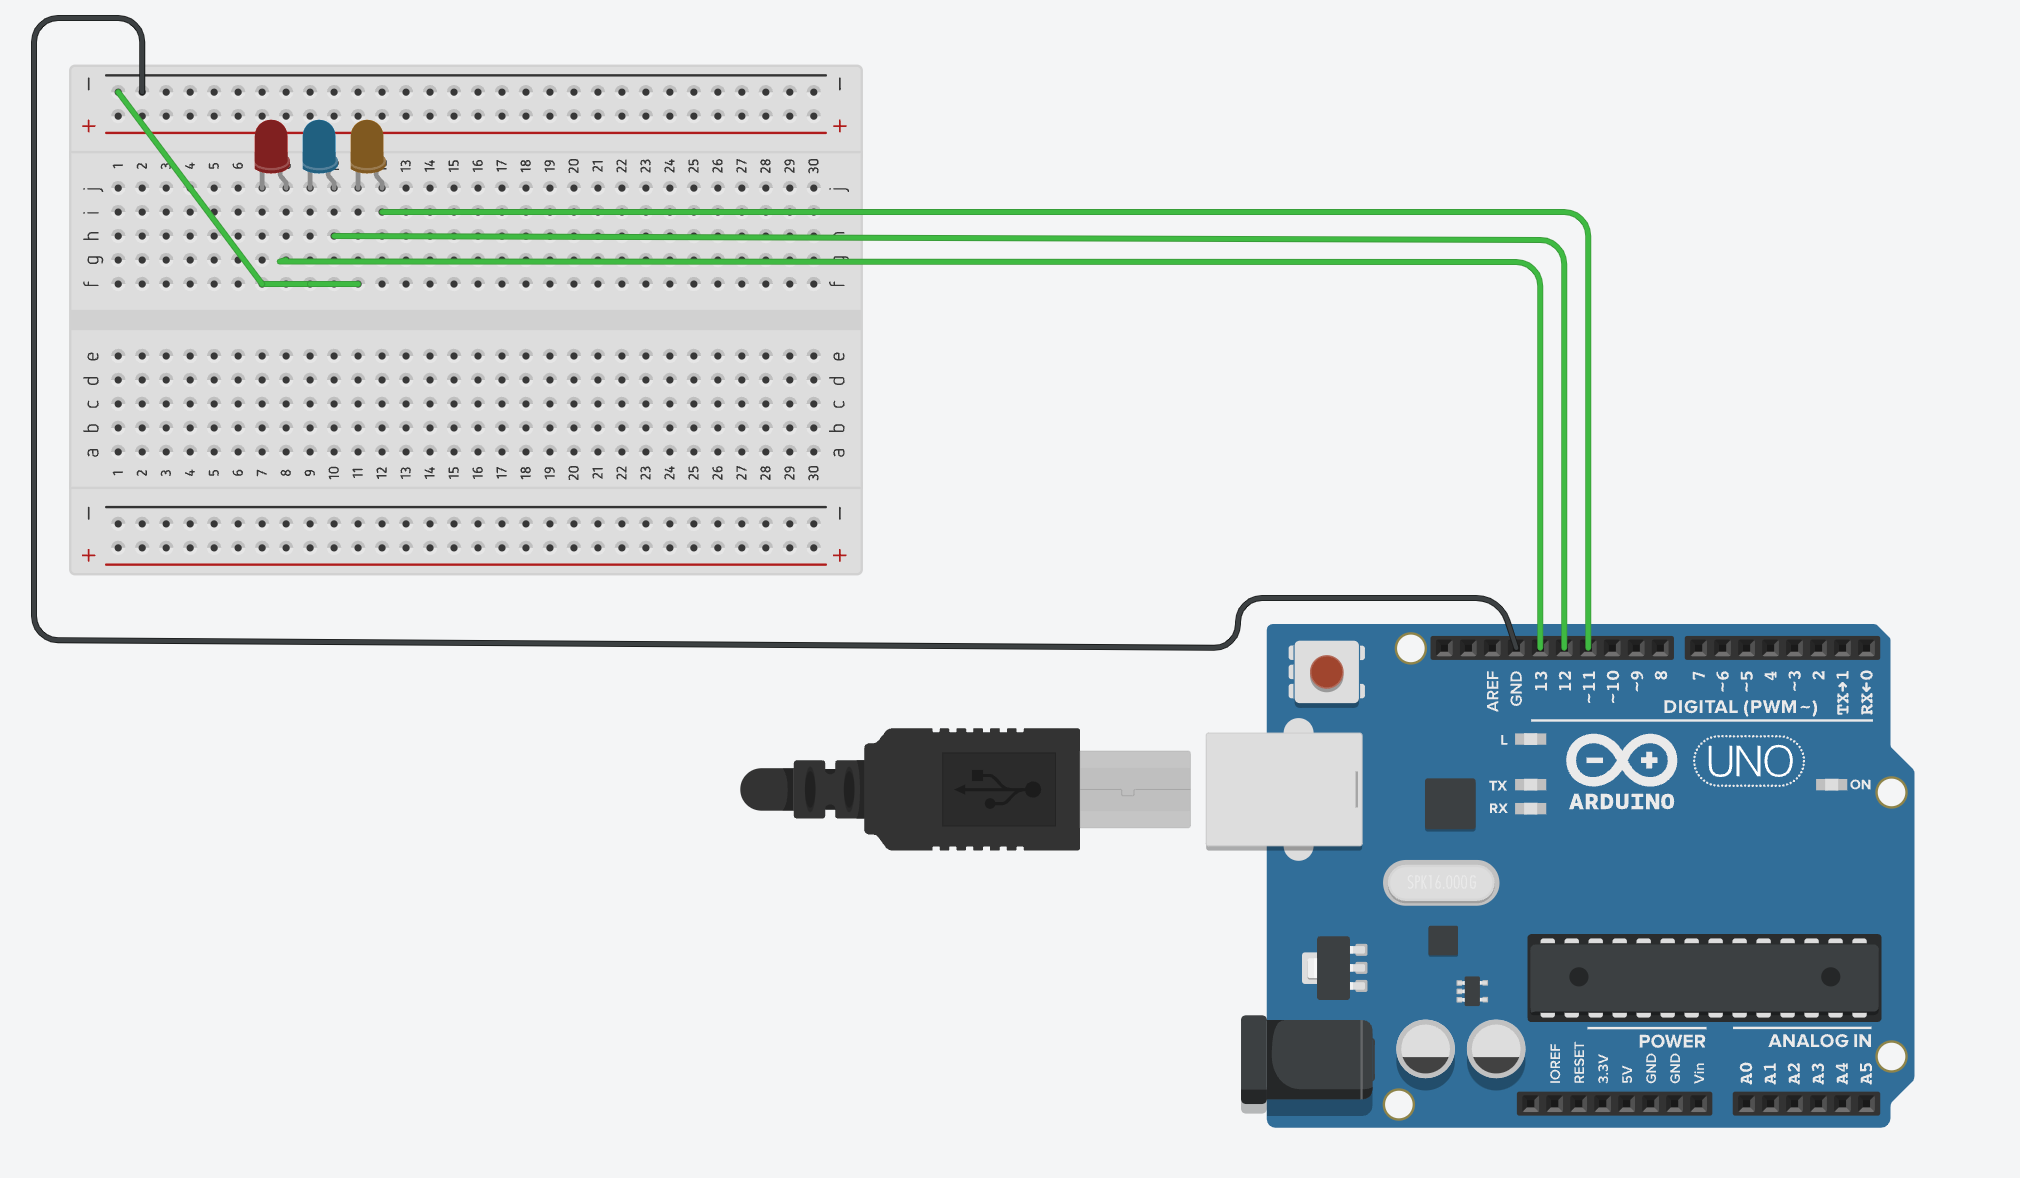 − −
+ +
1 2 3 4 5 6 13 14 15 16 17 18 19 20 21 22 23 24 25 26 27 28 29 30
j j
i
h
g g
f f
e e
d d
c c
b b
a a
1 2 3 4 5 6 7 8 9 10 11 12 13 14 15 16 17 18 19 20 21 22 23 24 25 26 27 28 29 30
− −
+ +
AREF GND 13 12 ~11 ~10 ~9 8 7 ~6 ~5 4 ~3 2 TX→1 RX←0
DIGITAL (PWM~)
L
TX
RX
UNO
ON
ARDUINO
SPK16.000G
POWER
ANALOG IN
IOREF RESET 3.3V 5V GND GND Vin A0 A1 A2 A3 A4 A5